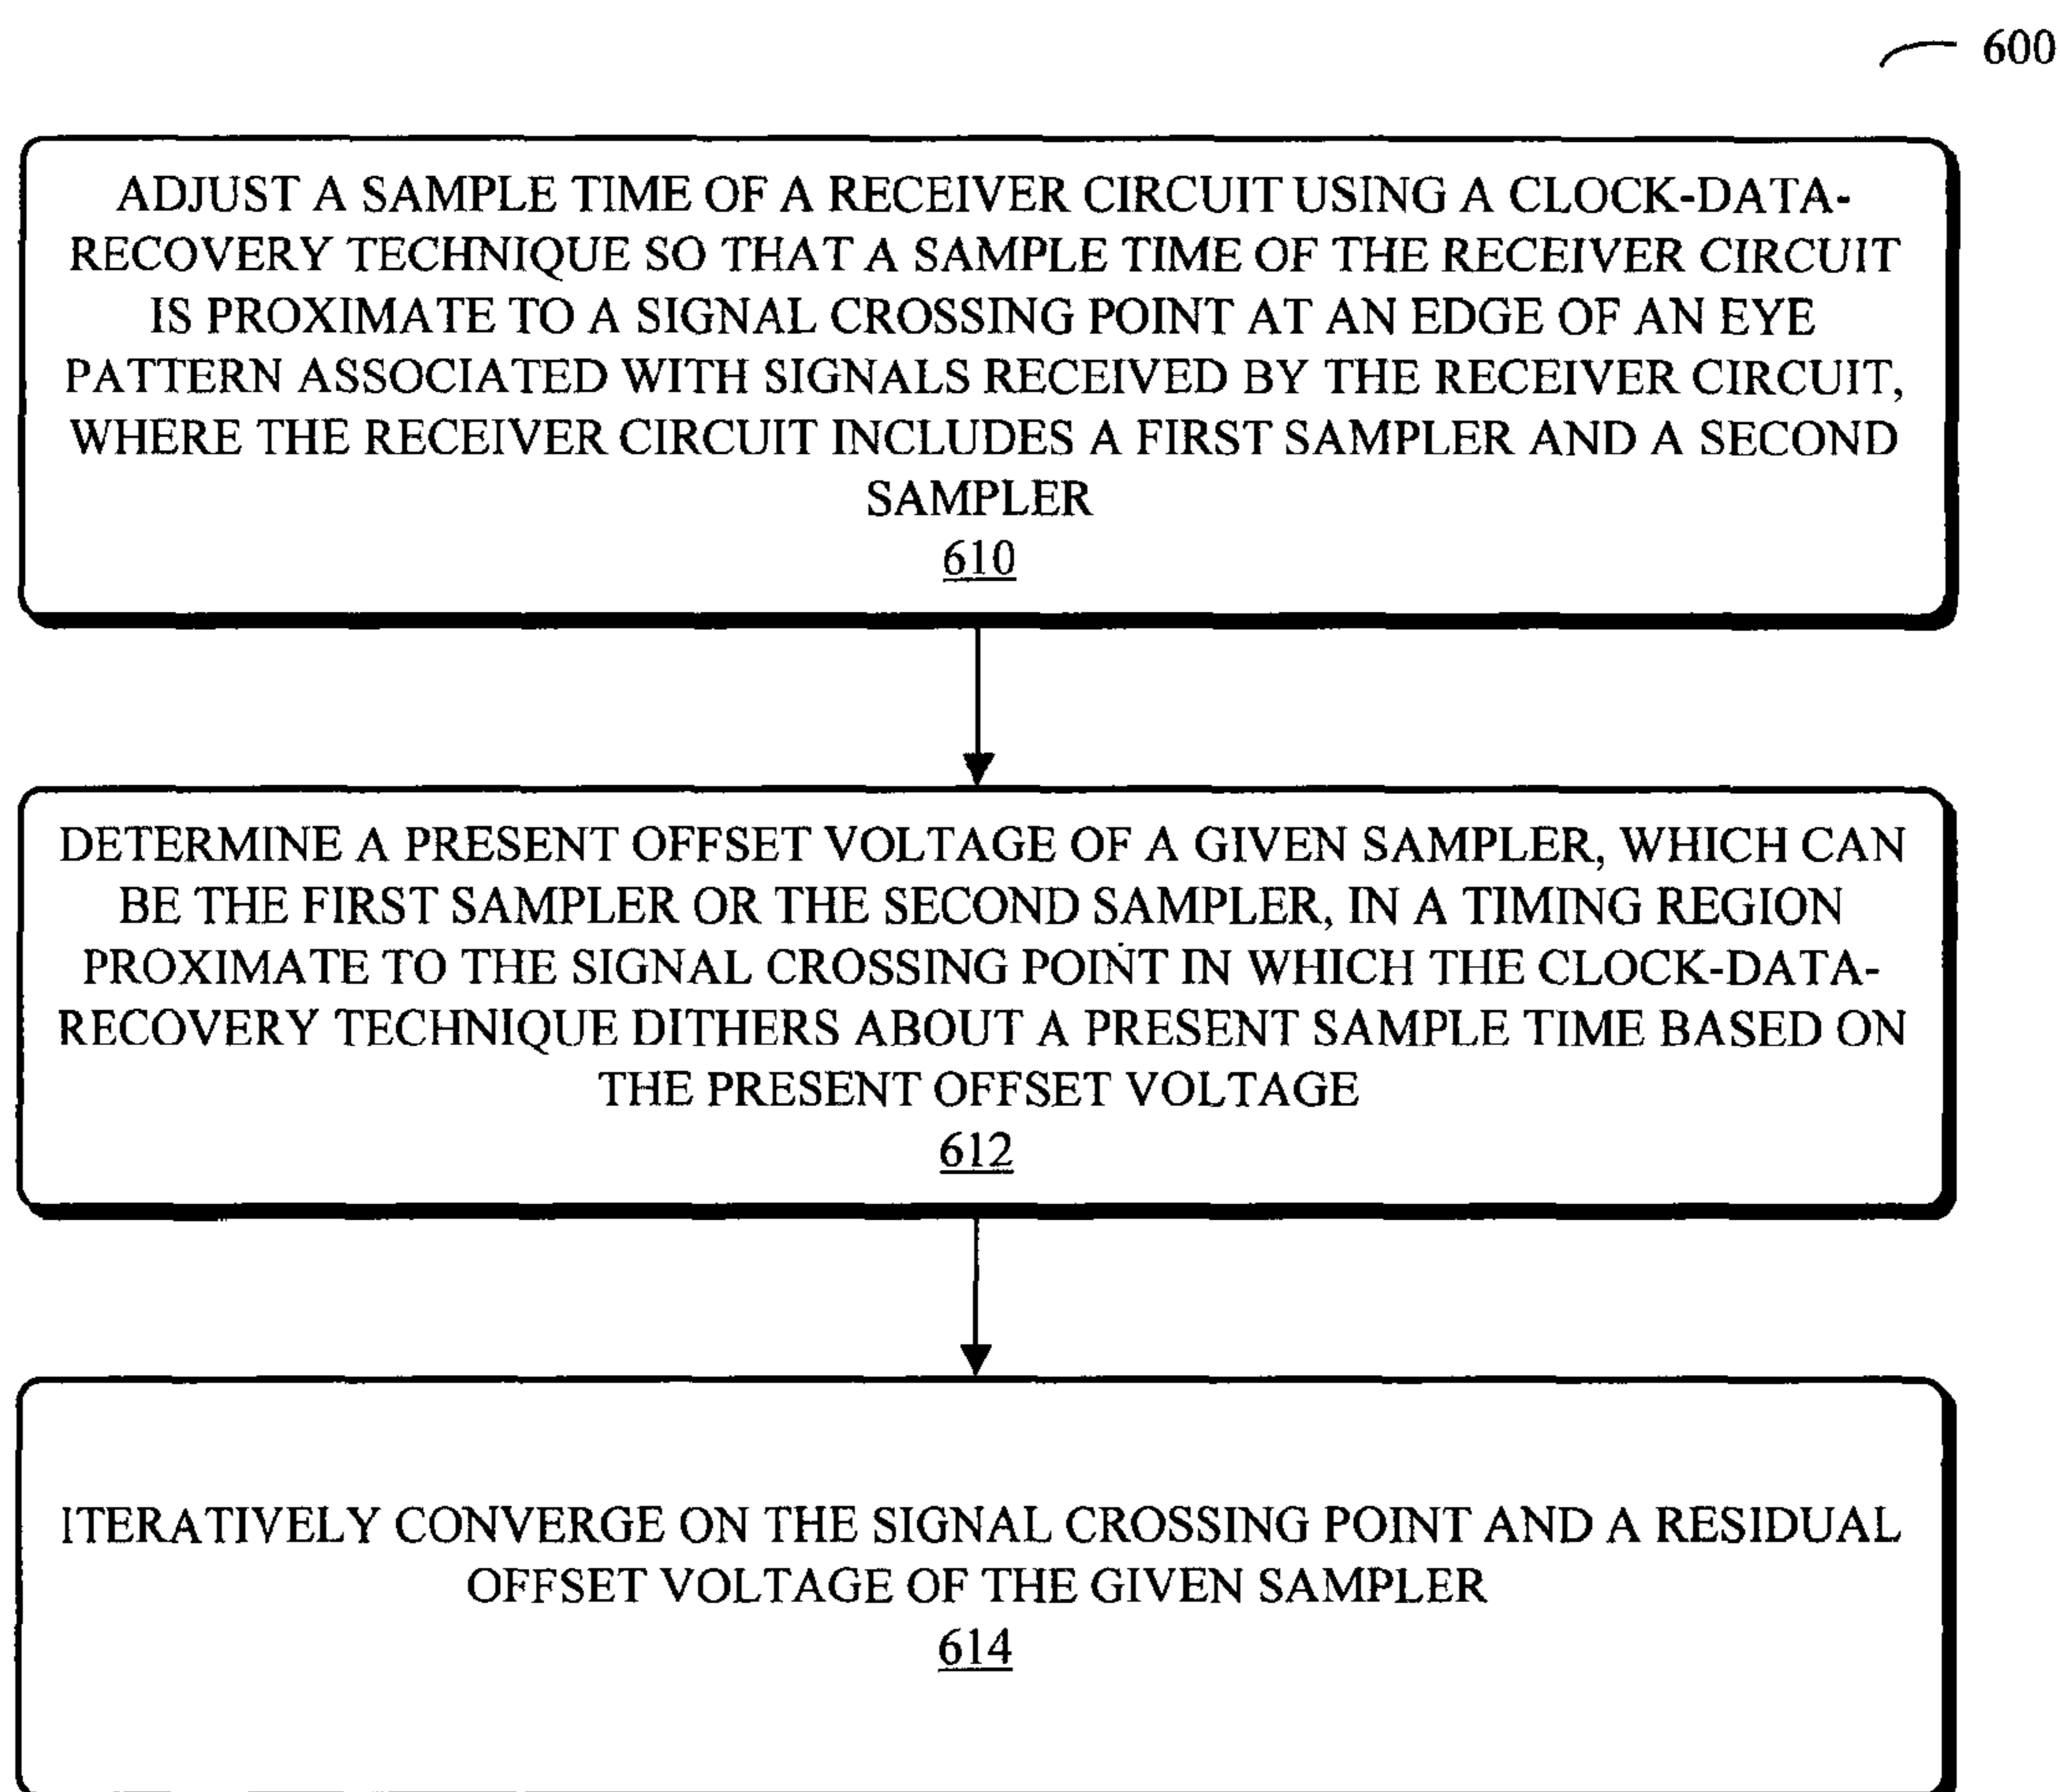 600
ADJUST A SAMPLE TIME OF A RECEIVER CIRCUIT USING A CLOCK-DATA-
RECOVERY TECHNIQUE SO THAT A SAMPLE TIME OF THE RECEIVER CIRCUIT
IS PROXIMATE TO A SIGNAL CROSSING POINT AT AN EDGE OF AN EYE
PATTERN ASSOCIATED WITH SIGNALS RECEIVED BY THE RECEIVER CIRCUIT,
WHERE THE RECEIVER CIRCUIT INCLUDES A FIRST SAMPLER AND A SECOND
SAMPLER
610
DETERMINE A PRESENT OFFSET VOLTAGE OF A GIVEN SAMPLER, WHICH CAN
BE THE FIRST SAMPLER OR THE SECOND SAMPLER, IN A TIMING REGION
PROXIMATE TO THE SIGNAL CROSSING POINT IN WHICH THE CLOCK-DATA-
RECOVERY TECHNIQUE DITHERS ABOUT A PRESENT SAMPLE TIME BASED ON
THE PRESENT OFFSET VOLTAGE
612
ITERATIVELY CONVERGE ON THE SIGNAL CROSSING POINT AND A RESIDUAL
OFFSET VOLTAGE OF THE GIVEN SAMPLER
614